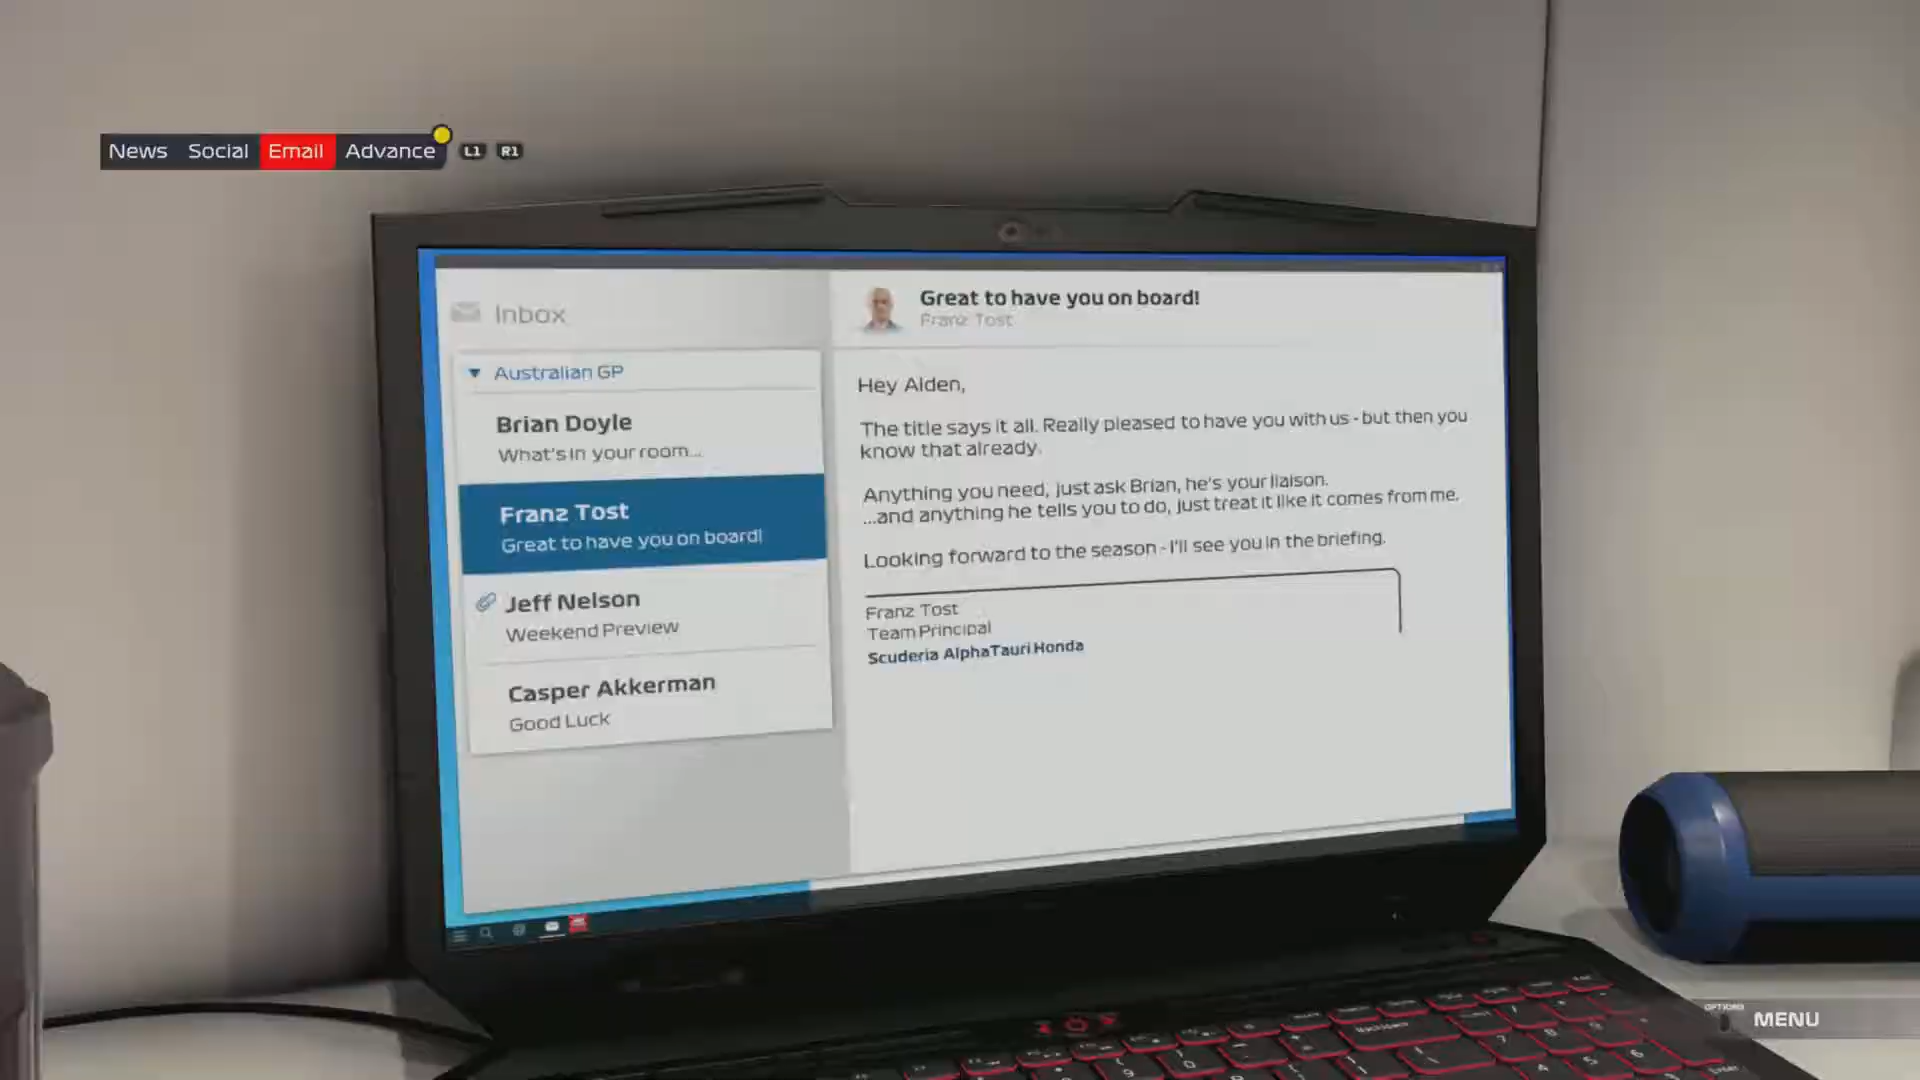 News Social Email Advance L1 R1
Inbox
Australian GP
Brian Doyle
What's in your room...
Franz Tost
Great to have you on board!
Jeff Nelson
Weekend Preview
Casper Akkerman
Good Luck
Great to have you on board!
Franz Tost
Hey Aiden,
The title says it all. Really pleased to have you with us - but then you
know that already.
Anything you need, just ask Brian, he's your liaison.
...and anything he tells you to do, just treat it like it comes from me.
Looking forward to the season - I'll see you in the briefing.
Franz Tost
Team Principal
Scuderia AlphaTauri Honda
OPTIONS
MENU